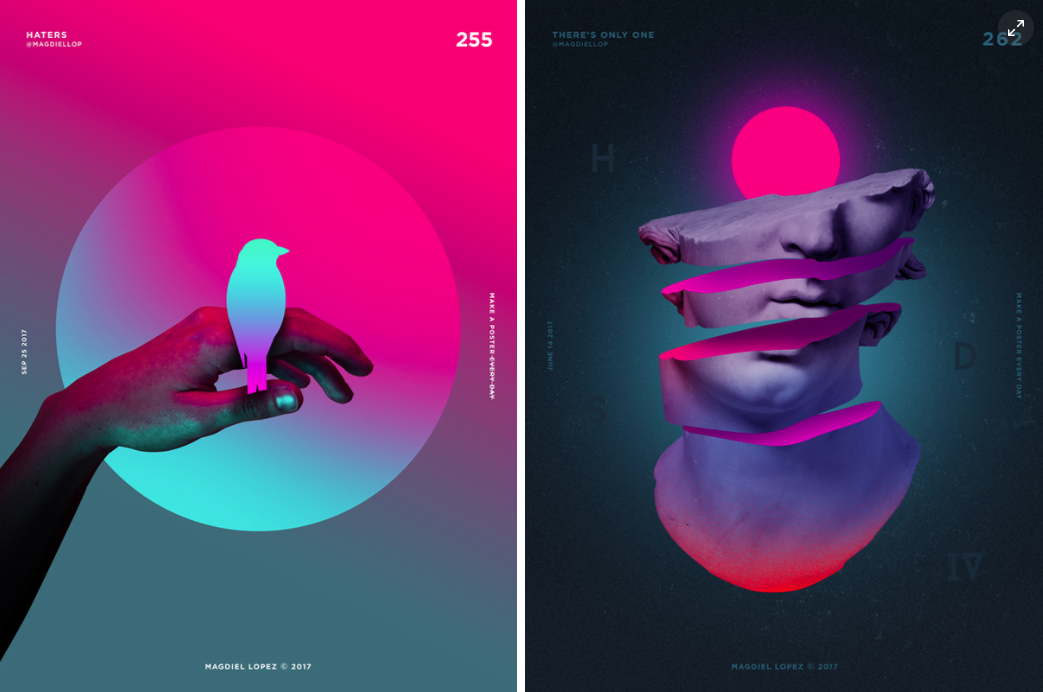 HATERS
@MAGDIELLOP
255
SEP 25 2017
MAKE A POSTER EVERY DAY
MAGDIEL LOPEZ © 2017
THERE'S ONLY ONE
@MAGDIELLOP
262
H
JUNE 14 2017
D
S
MAKE A POSTER EVERY DAY
IV
MAGDIEL LOPEZ © 2017